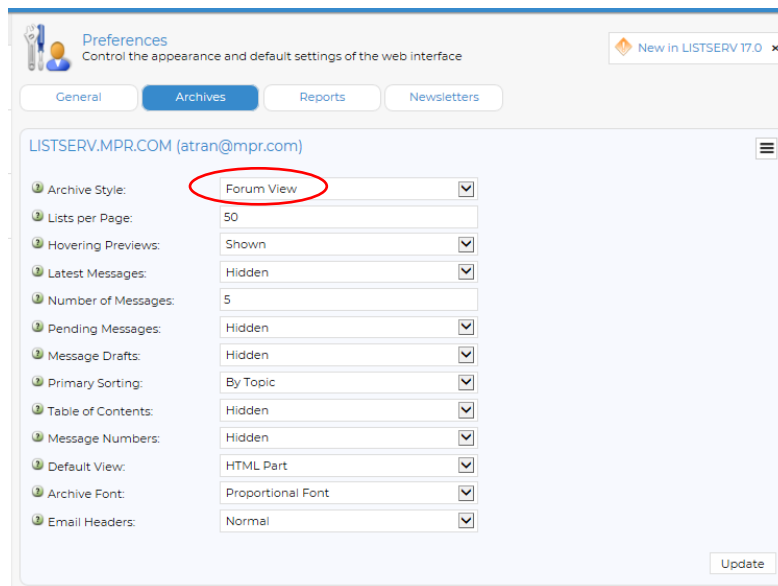 Preferences
Control the appearance and default settings of the web interface
New in LISTSERV 17.0 ×
General Archives Reports Newsletters
LISTSERV.MPR.COM (atran@mpr.com)
Archive Style: Forum View
Lists per Page: 50
Hovering Previews: Shown
Latest Messages: Hidden
Number of Messages: 5
Pending Messages: Hidden
Message Drafts: Hidden
Primary Sorting: By Topic
Table of Contents: Hidden
Message Numbers: Hidden
Default View: HTML Part
Archive Font: Proportional Font
Email Headers: Normal
Update